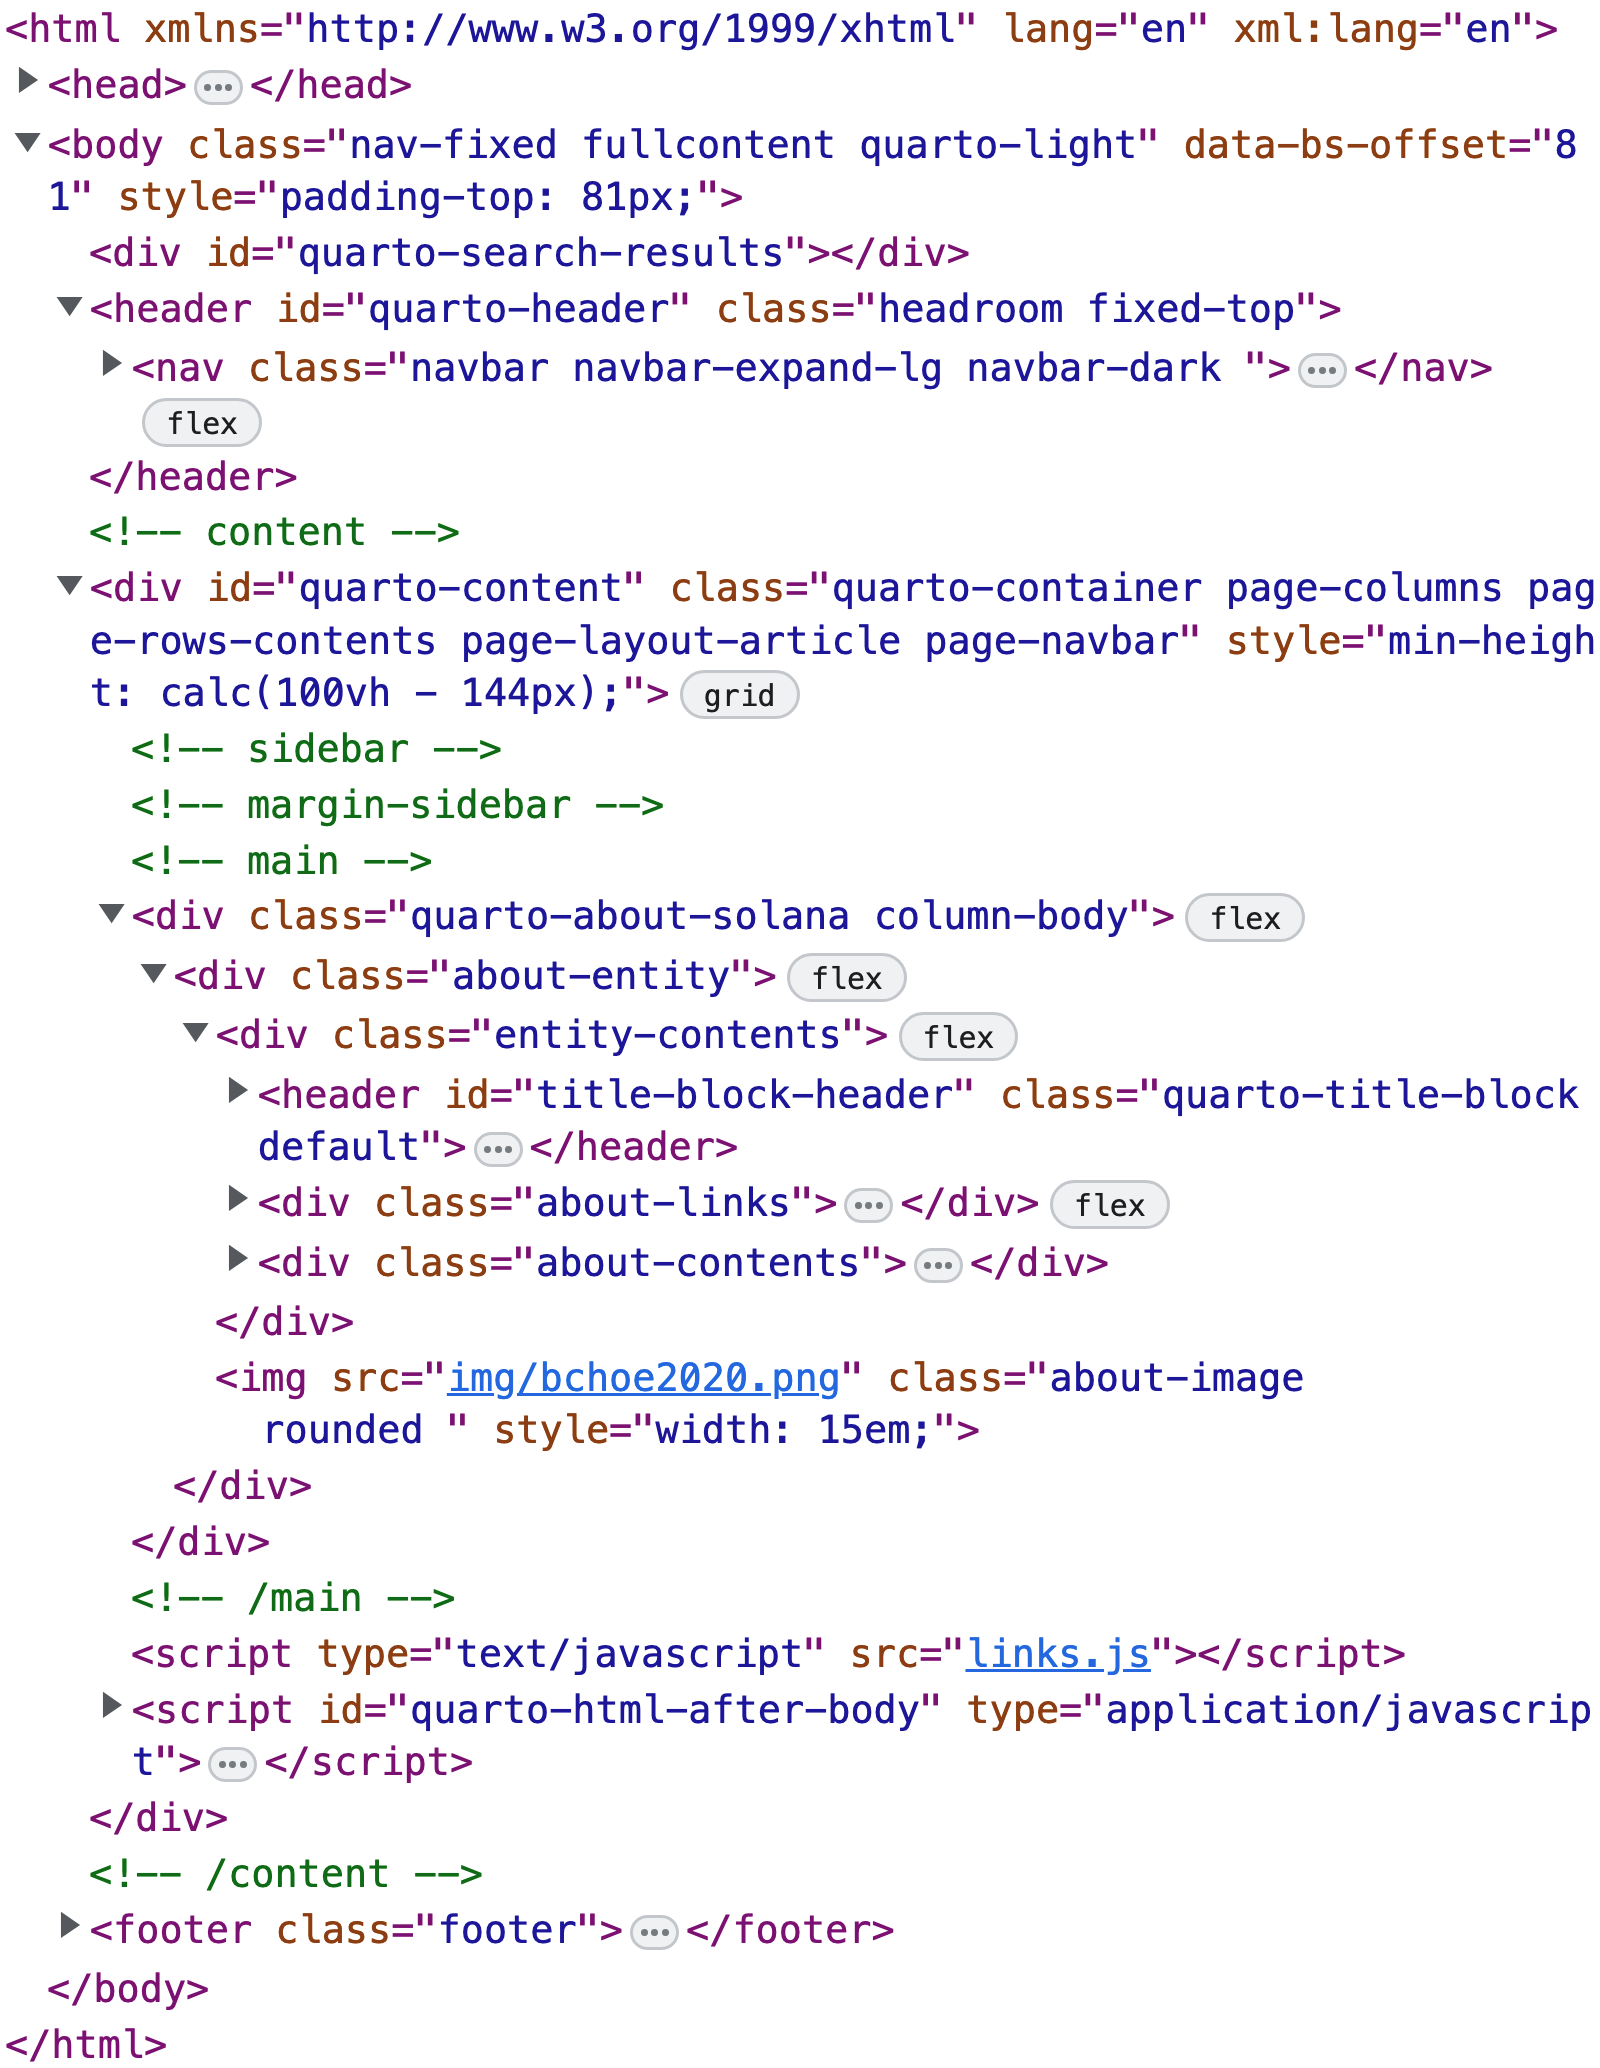 <html xmlns="http://www.w3.org/1999/xhtml" lang="en" xml:lang="en">
<head>•••</head>
<body class="nav-fixed fullcontent quarto-light" data-bs-offset="8
1" style="padding-top: 81px;">
<div id="quarto-search-results"></div>
<header id="quarto-header" class="headroom fixed-top">
<nav class="navbar navbar-expand-lg navbar-dark ">•••</nav>
flex
</header>
<!-- content -->
<div id="quarto-content" class="quarto-container page-columns pag
e-rows-contents page-layout-article page-navbar" style="min-heigh
t: calc(100vh - 144px);"> grid
<!-- sidebar -->
<!-- margin-sidebar -->
<!-- main -->
<div class="quarto-about-solana column-body"> flex
<div class="about-entity"> flex
<div class="entity-contents"> flex
<header id="title-block-header" class="quarto-title-block
default">•••</header>
<div class="about-links">•••</div> flex
<div class="about-contents">•••</div>
</div>
<img src="img/bchoe2020.png" class="about-image
rounded " style="width: 15em;">
</div>
</div>
<!-- /main -->
<script type="text/javascript" src="links.js"></script>
<script id="quarto-html-after-body" type="application/javascrip
t">•••</script>
</div>
<!-- /content -->
<footer class="footer">•••</footer>
</body>
</html>